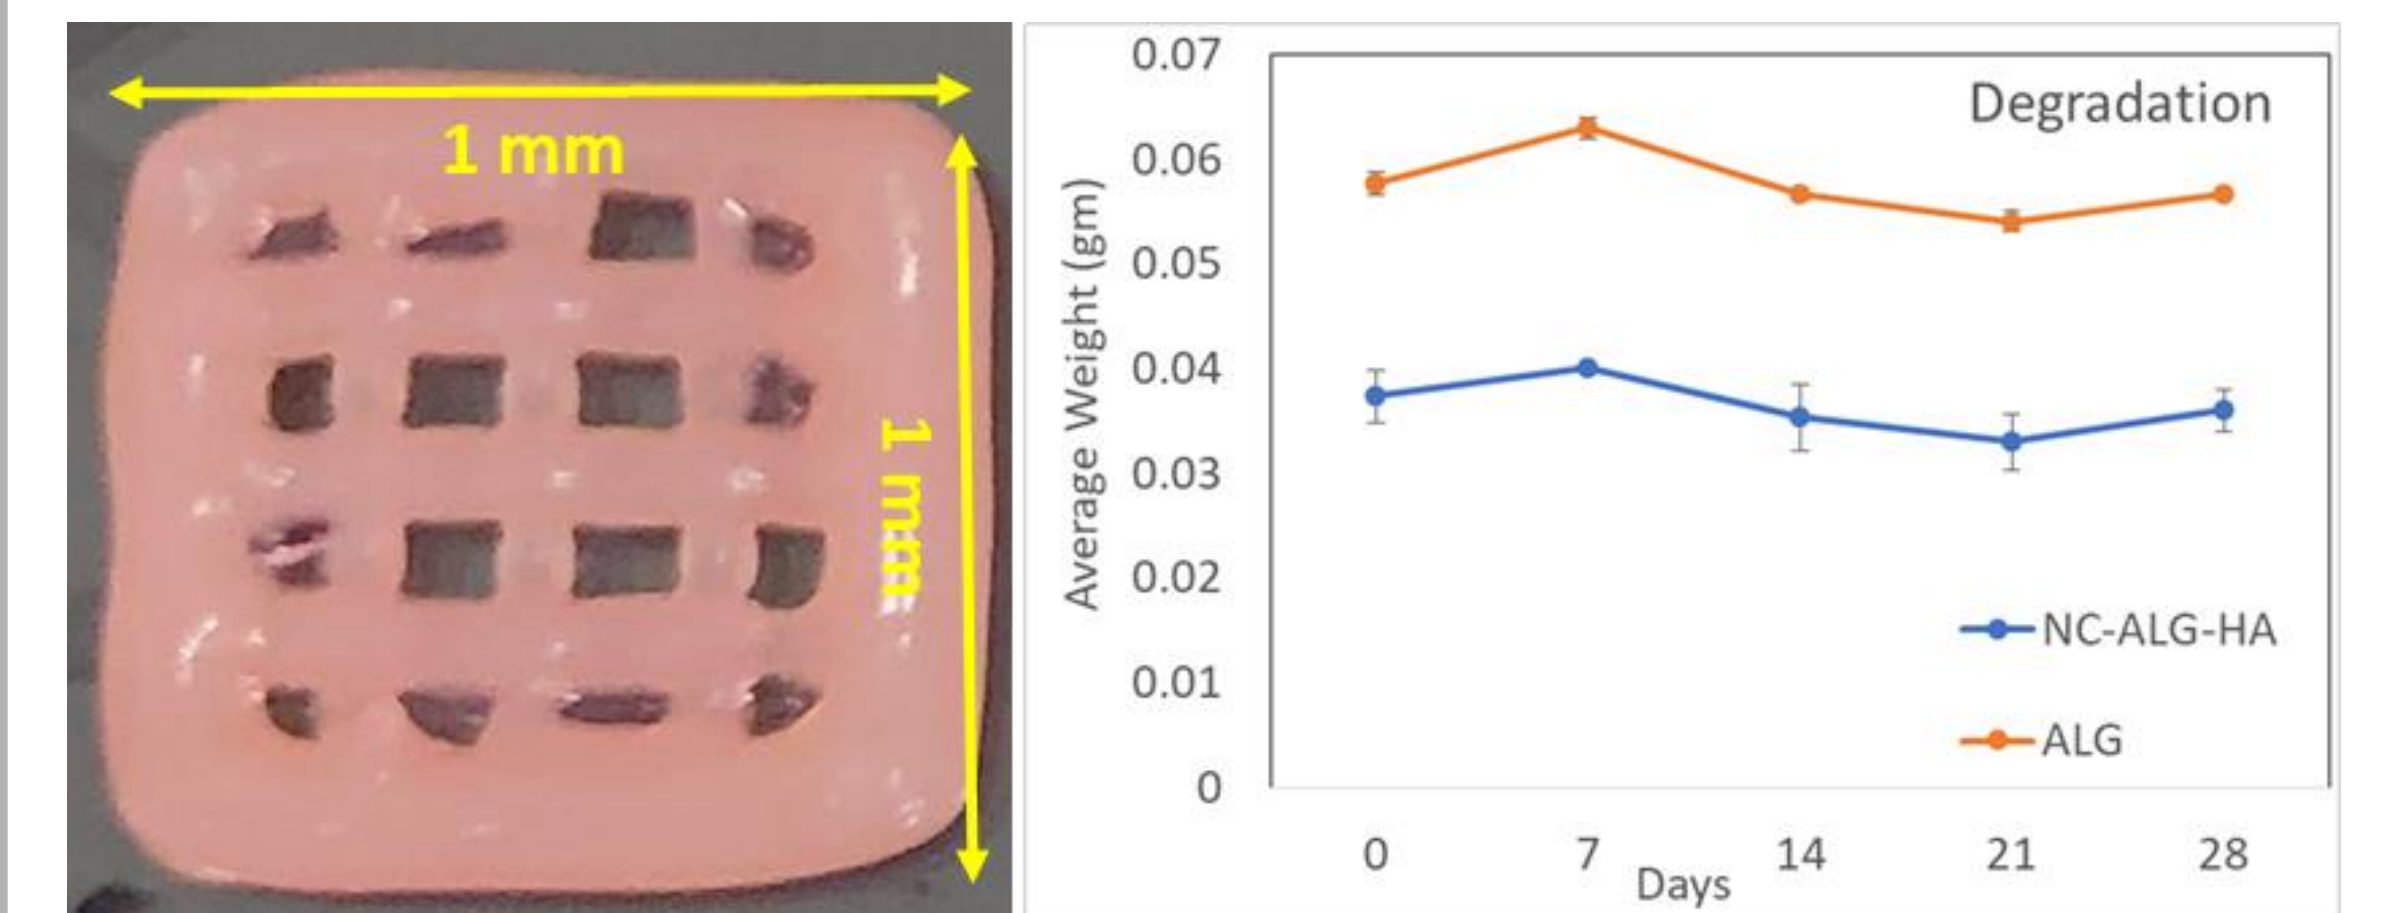 1 mm
1 mm
Degradation
Average Weight (gm)
0.07
0.06
0.05
0.04
0.03
0.02
0.01
0
NC-ALG-HA
ALG
0 7 14 21 28
Days